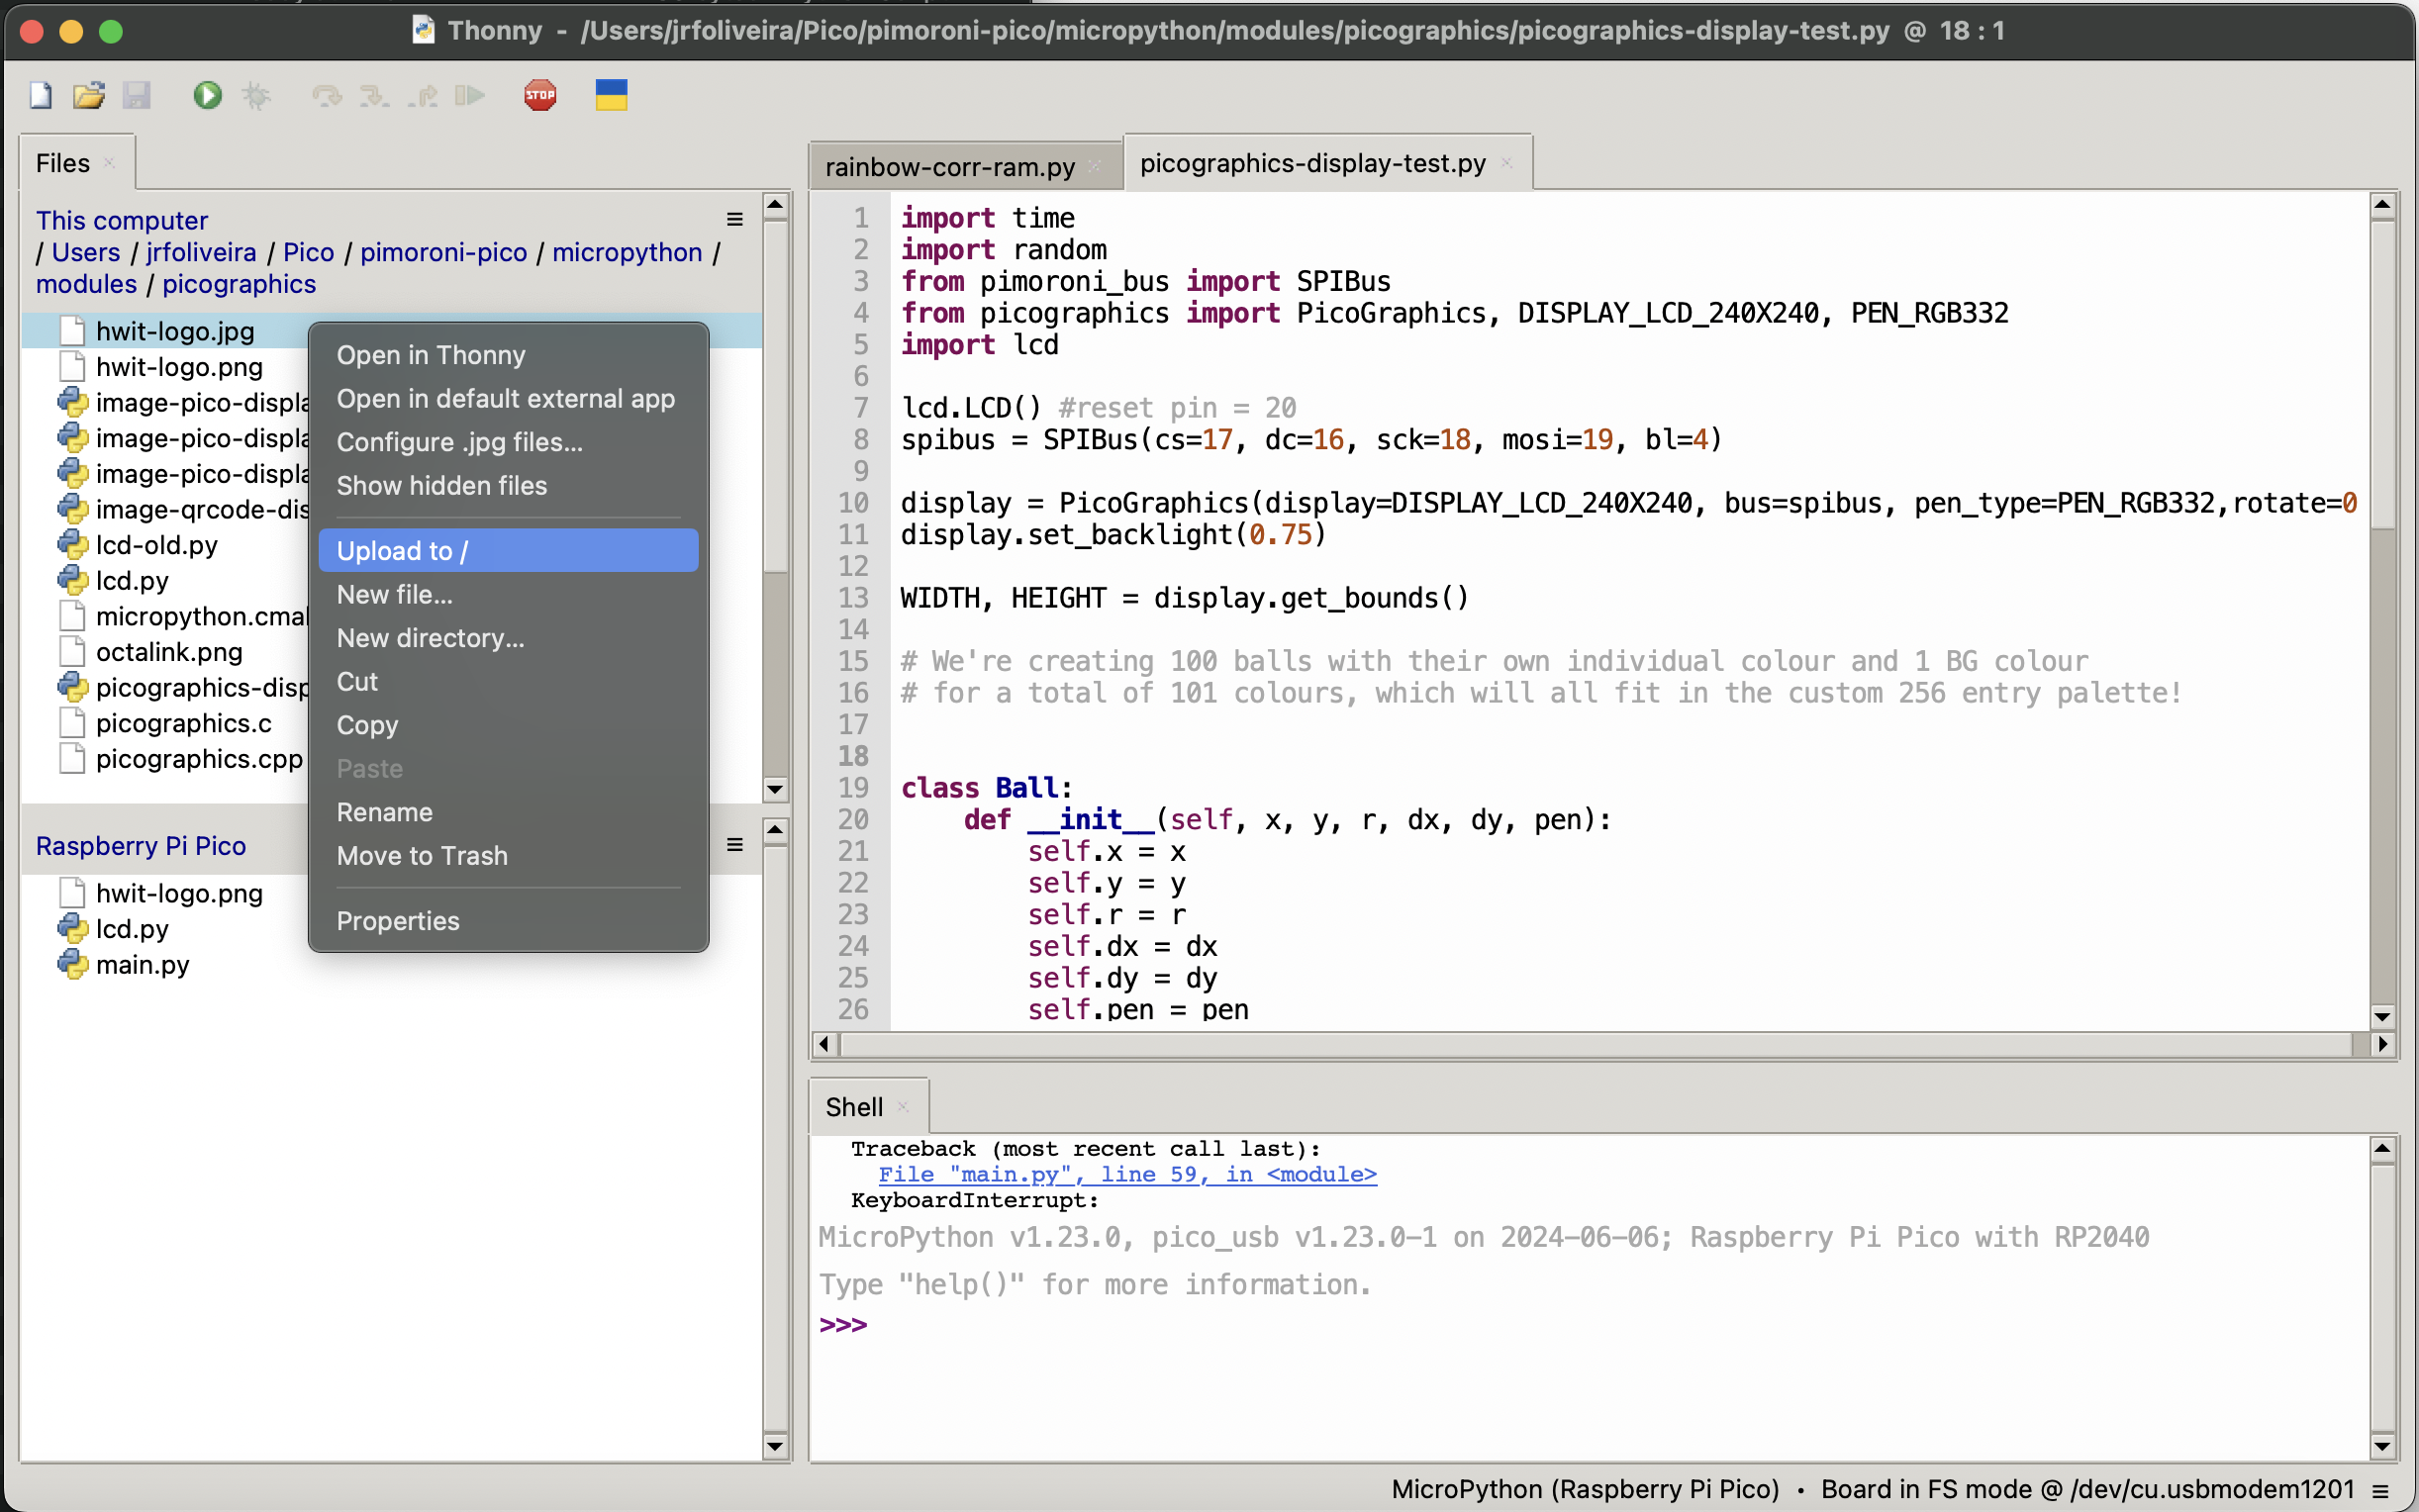 Thonny - /Users/jrfoliveira/Pico/pimoroni-pico/micropython/modules/picographics/picographics-display-test.py @ 18 : 1
STOP
Files
This computer
/ Users / jrfoliveira / Pico / pimoroni-pico / micropython /
modules / picographics
hwit-logo.jpg
hwit-logo.png
image-pico-displa
image-pico-displa
image-pico-displa
image-qrcode-dis
lcd-old.py
lcd.py
micropython.cmal
octalink.png
picographics-disp
picographics.c
picographics.cpp
Open in Thonny
Open in default external app
Configure .jpg files...
Show hidden files
Upload to /
New file...
New directory...
Cut
Copy
Paste
Rename
Move to Trash
Properties
Raspberry Pi Pico
hwit-logo.png
lcd.py
main.py
rainbow-corr-ram.py
picographics-display-test.py
1 import time
2 import random
3 from pimoroni_bus import SPIBus
4 from picographics import PicoGraphics, DISPLAY_LCD_240X240, PEN_RGB332
5 import lcd
6
7 lcd.LCD() #reset pin = 20
8 spibus = SPIBus(cs=17, dc=16, sck=18, mosi=19, bl=4)
9
10 display = PicoGraphics(display=DISPLAY_LCD_240X240, bus=spibus, pen_type=PEN_RGB332,rotate=0
11 display.set_backlight(0.75)
12
13 WIDTH, HEIGHT = display.get_bounds()
14
15 # We're creating 100 balls with their own individual colour and 1 BG colour
16 # for a total of 101 colours, which will all fit in the custom 256 entry palette!
17
18
19 class Ball:
20 def __init__(self, x, y, r, dx, dy, pen):
21 self.x = x
22 self.y = y
23 self.r = r
24 self.dx = dx
25 self.dy = dy
26 self.pen = pen
Shell
Traceback (most recent call last):
File "main.py", line 59, in <module>
KeyboardInterrupt:
MicroPython v1.23.0, pico_usb v1.23.0-1 on 2024-06-06; Raspberry Pi Pico with RP2040
Type "help()" for more information.
>>>
MicroPython (Raspberry Pi Pico) • Board in FS mode @ /dev/cu.usbmodem1201